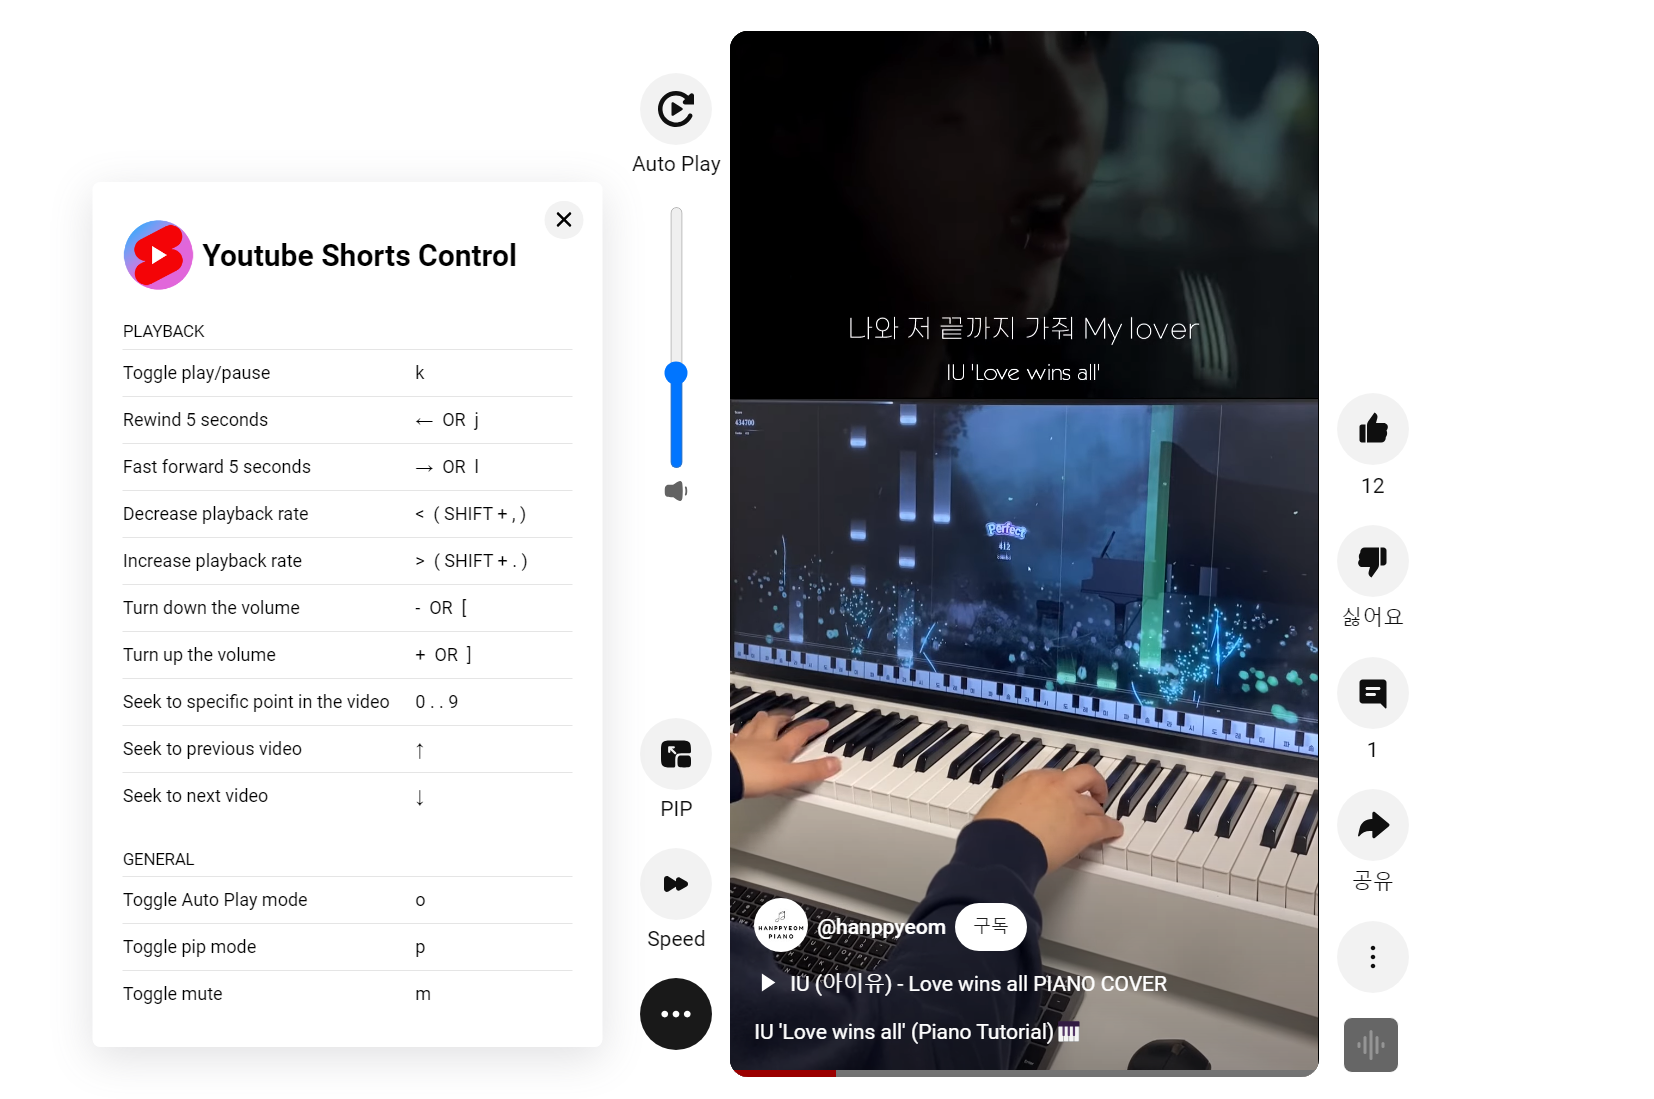 Youtube Shorts Control
PLAYBACK
Toggle play/pause k
Rewind 5 seconds ← OR j
Fast forward 5 seconds → OR l
Decrease playback rate < ( SHIFT + , )
Increase playback rate > ( SHIFT + . )
Turn down the volume - OR [
Turn up the volume + OR ]
Seek to specific point in the video 0 . . 9
Seek to previous video ↑
Seek to next video ↓
GENERAL
Toggle Auto Play mode o
Toggle pip mode p
Toggle mute m
Auto Play
PIP
Speed
나와 저 끝까지 가줘 My lover
IU 'Love wins all'
434700
Perfect
412
HANPPYEOM
PIANO
@hanppyeom 구독
IU (아이유) - Love wins all PIANO COVER
IU 'Love wins all' (Piano Tutorial)🎹
12
싫어요
1
공유